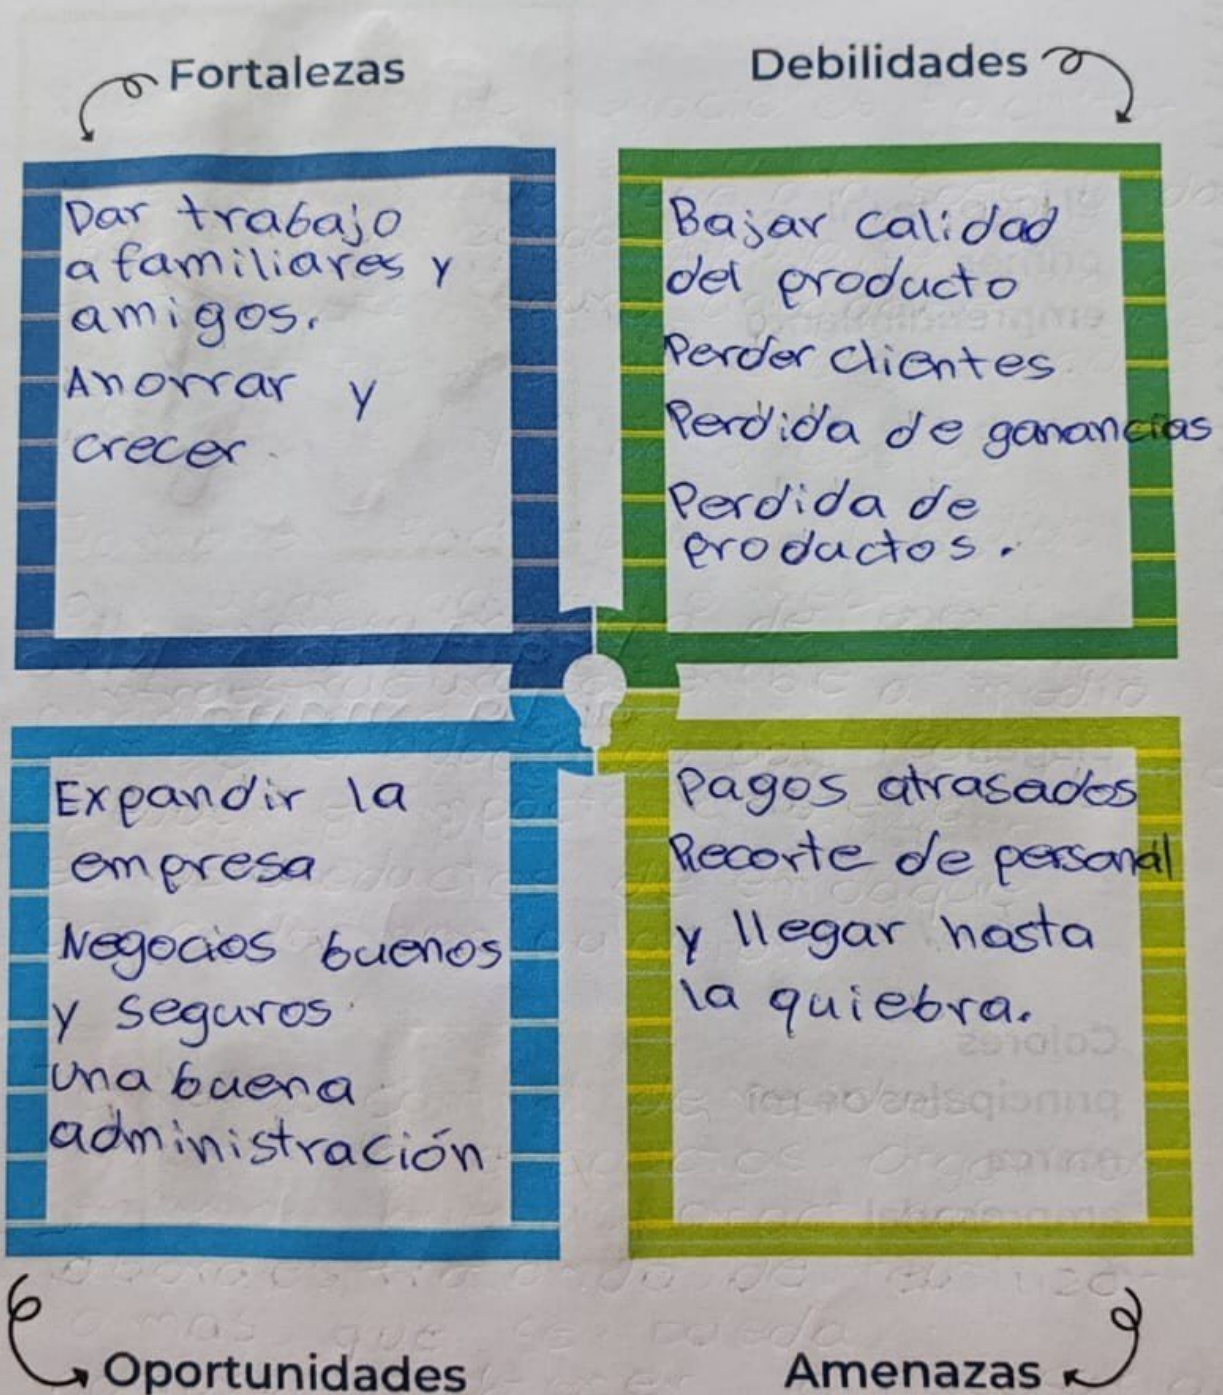 Fortalezas
Dar trabajo
a familiares y
amigos.
Ahorrar y
crecer.
Debilidades
Bajar calidad
del producto
Perder clientes
Perdida de ganancias
Perdida de
productos.
Expandir la
empresa
Negocios buenos
y seguros
una buena
administración
Oportunidades
Pagos atrasados
Recorte de personal
y llegar hasta
la quiebra.
Amenazas